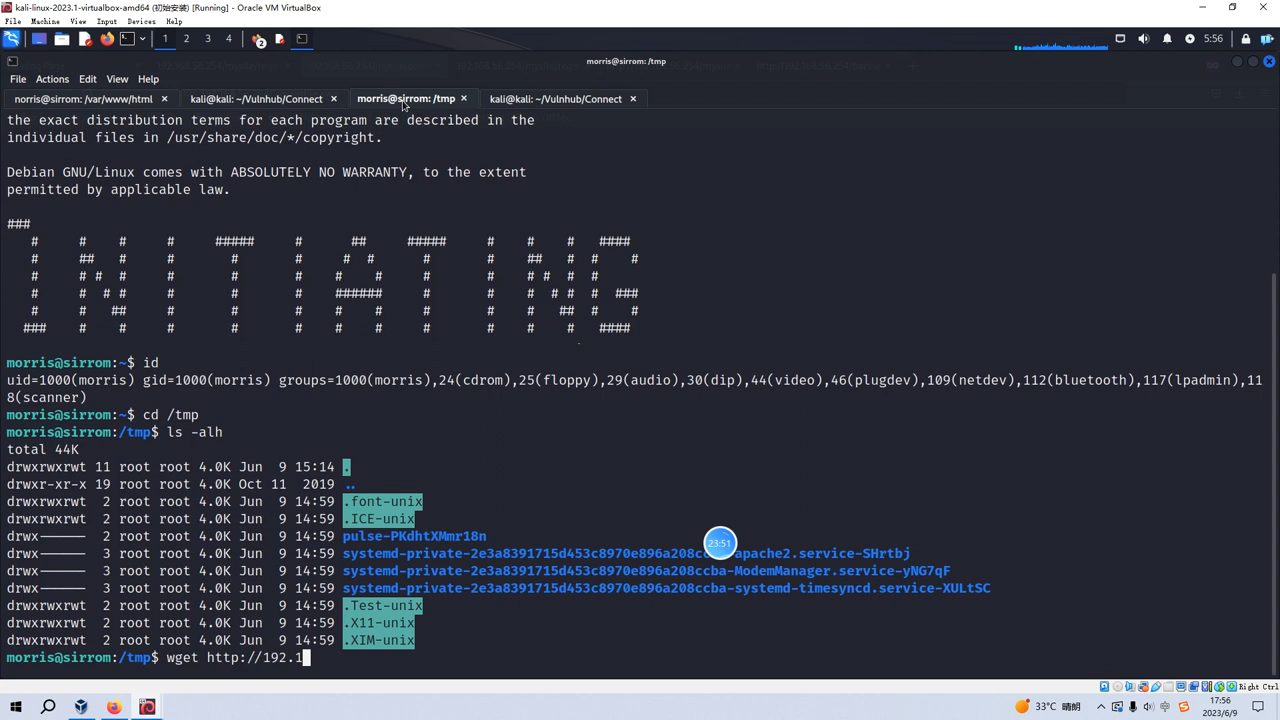 kali-linux-2023.1-virtualbox-amd64 (初始安装) [Running] - Oracle VM VirtualBox
File Machine View Input Devices Help
1 2 3 4 2 5:56
morris@sirrom: /tmp
File Actions Edit View Help
norris@sirrom: /var/www/html kali@kali: ~/Vulnhub/Connect morris@sirrom: /tmp kali@kali: ~/Vulnhub/Connect
the exact distribution terms for each program are described in the
individual files in /usr/share/doc/*/copyright.
Debian GNU/Linux comes with ABSOLUTELY NO WARRANTY, to the extent
permitted by applicable law.
INITIATING
morris@sirrom:~$ id
uid=1000(morris) gid=1000(morris) groups=1000(morris),24(cdrom),25(floppy),29(audio),30(dip),44(video),46(plugdev),109(netdev),112(bluetooth),117(lpadmin),11
8(scanner)
morris@sirrom:~$ cd /tmp
morris@sirrom:/tmp$ ls -alh
total 44K
drwxrwxrwt 11 root root 4.0K Jun  9 15:14 .
drwxr-xr-x 19 root root 4.0K Oct 11  2019 ..
drwxrwxrwt  2 root root 4.0K Jun  9 14:59 .font-unix
drwxrwxrwt  2 root root 4.0K Jun  9 14:59 .ICE-unix
drwx------  2 root root 4.0K Jun  9 14:59 pulse-PKdhtXMmr18n
drwx------  3 root root 4.0K Jun  9 14:59 systemd-private-2e3a8391715d453c8970e896a208ccba-apache2.service-SHrtbj
drwx------  3 root root 4.0K Jun  9 14:59 systemd-private-2e3a8391715d453c8970e896a208ccba-ModemManager.service-yNG7qF
drwx------  3 root root 4.0K Jun  9 14:59 systemd-private-2e3a8391715d453c8970e896a208ccba-systemd-timesyncd.service-XULtSC
drwxrwxrwt  2 root root 4.0K Jun  9 14:59 .Test-unix
drwxrwxrwt  2 root root 4.0K Jun  9 14:59 .X11-unix
drwxrwxrwt  2 root root 4.0K Jun  9 14:59 .XIM-unix
morris@sirrom:/tmp$ wget http://192.1
23:51
Right Ctrl
33°C 晴朗 中 17:56
2023/6/9